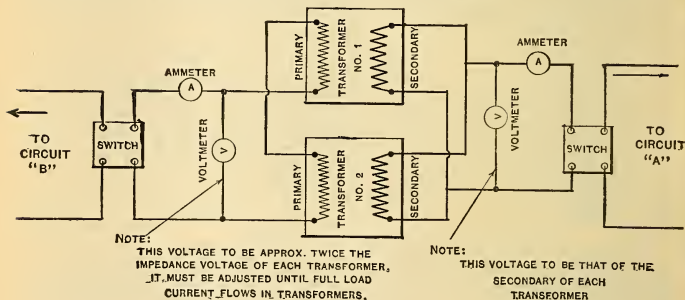 AMMETER
A
TO
CIRCUIT
"B"
SWITCH
VOLTMETER
V
NOTE:
THIS VOLTAGE TO BE APPROX. TWICE THE
IMPEDANCE VOLTAGE OF EACH TRANSFORMER.
IT MUST BE ADJUSTED UNTIL FULL LOAD
CURRENT FLOWS IN TRANSFORMERS.
PRIMARY
TRANSFORMER
NO. 1
SECONDARY
PRIMARY
TRANSFORMER
NO. 2
SECONDARY
AMMETER
A
VOLTMETER
V
SWITCH
TO
CIRCUIT
"A"
NOTE:
THIS VOLTAGE TO BE THAT OF THE
SECONDARY OF EACH
TRANSFORMER